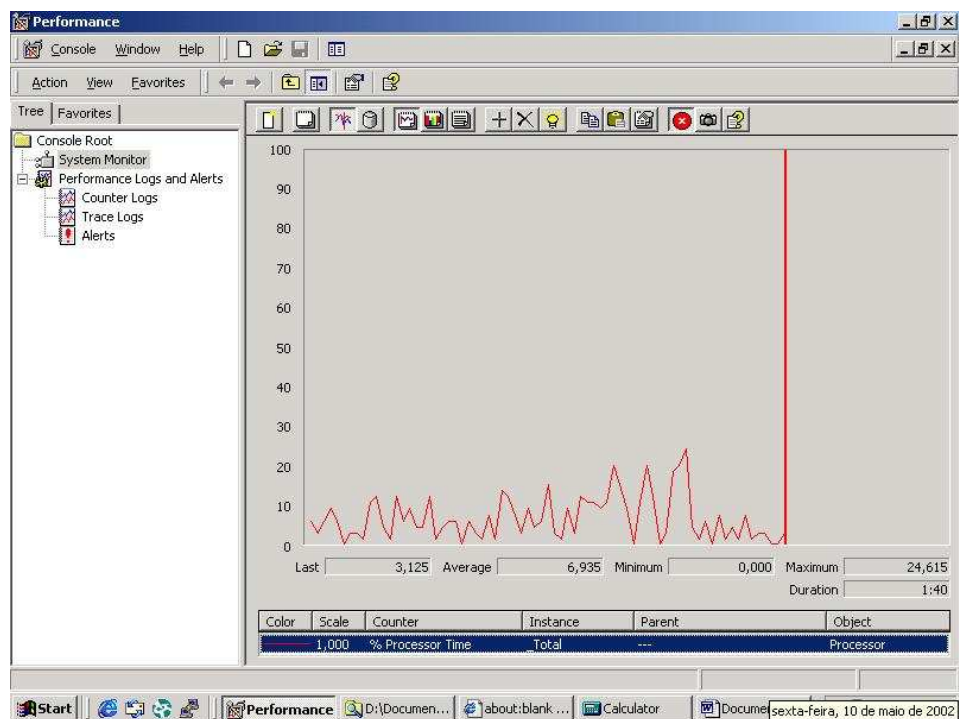 Performance
Console Window Help
Action View Favorites
Tree Favorites
Console Root
System Monitor
Performance Logs and Alerts
Counter Logs
Trace Logs
Alerts
100
90
80
70
60
50
40
30
20
10
0
Last 3,125 Average 6,935 Minimum 0,000 Maximum 24,615
Duration 1:40
Color Scale Counter Instance Parent Object
1,000 % Processor Time _Total --- Processor
Start Performance D:\Documen... about:blank ... Calculator Documen
sexta-feira, 10 de maio de 2002